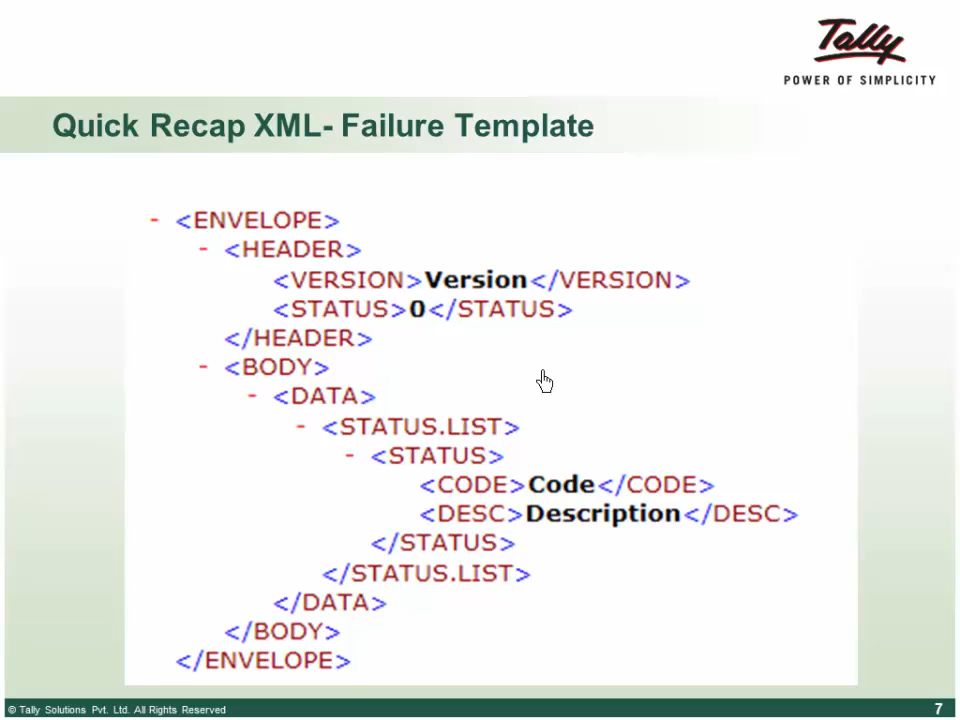 Tally
POWER OF SIMPLICITY
Quick Recap XML- Failure Template
- <ENVELOPE>
- <HEADER>
<VERSION>Version</VERSION>
<STATUS>0</STATUS>
</HEADER>
- <BODY>
- <DATA>
- <STATUS.LIST>
- <STATUS>
<CODE>Code</CODE>
<DESC>Description</DESC>
</STATUS>
</STATUS.LIST>
</DATA>
</BODY>
</ENVELOPE>
© Tally Solutions Pvt. Ltd. All Rights Reserved
7